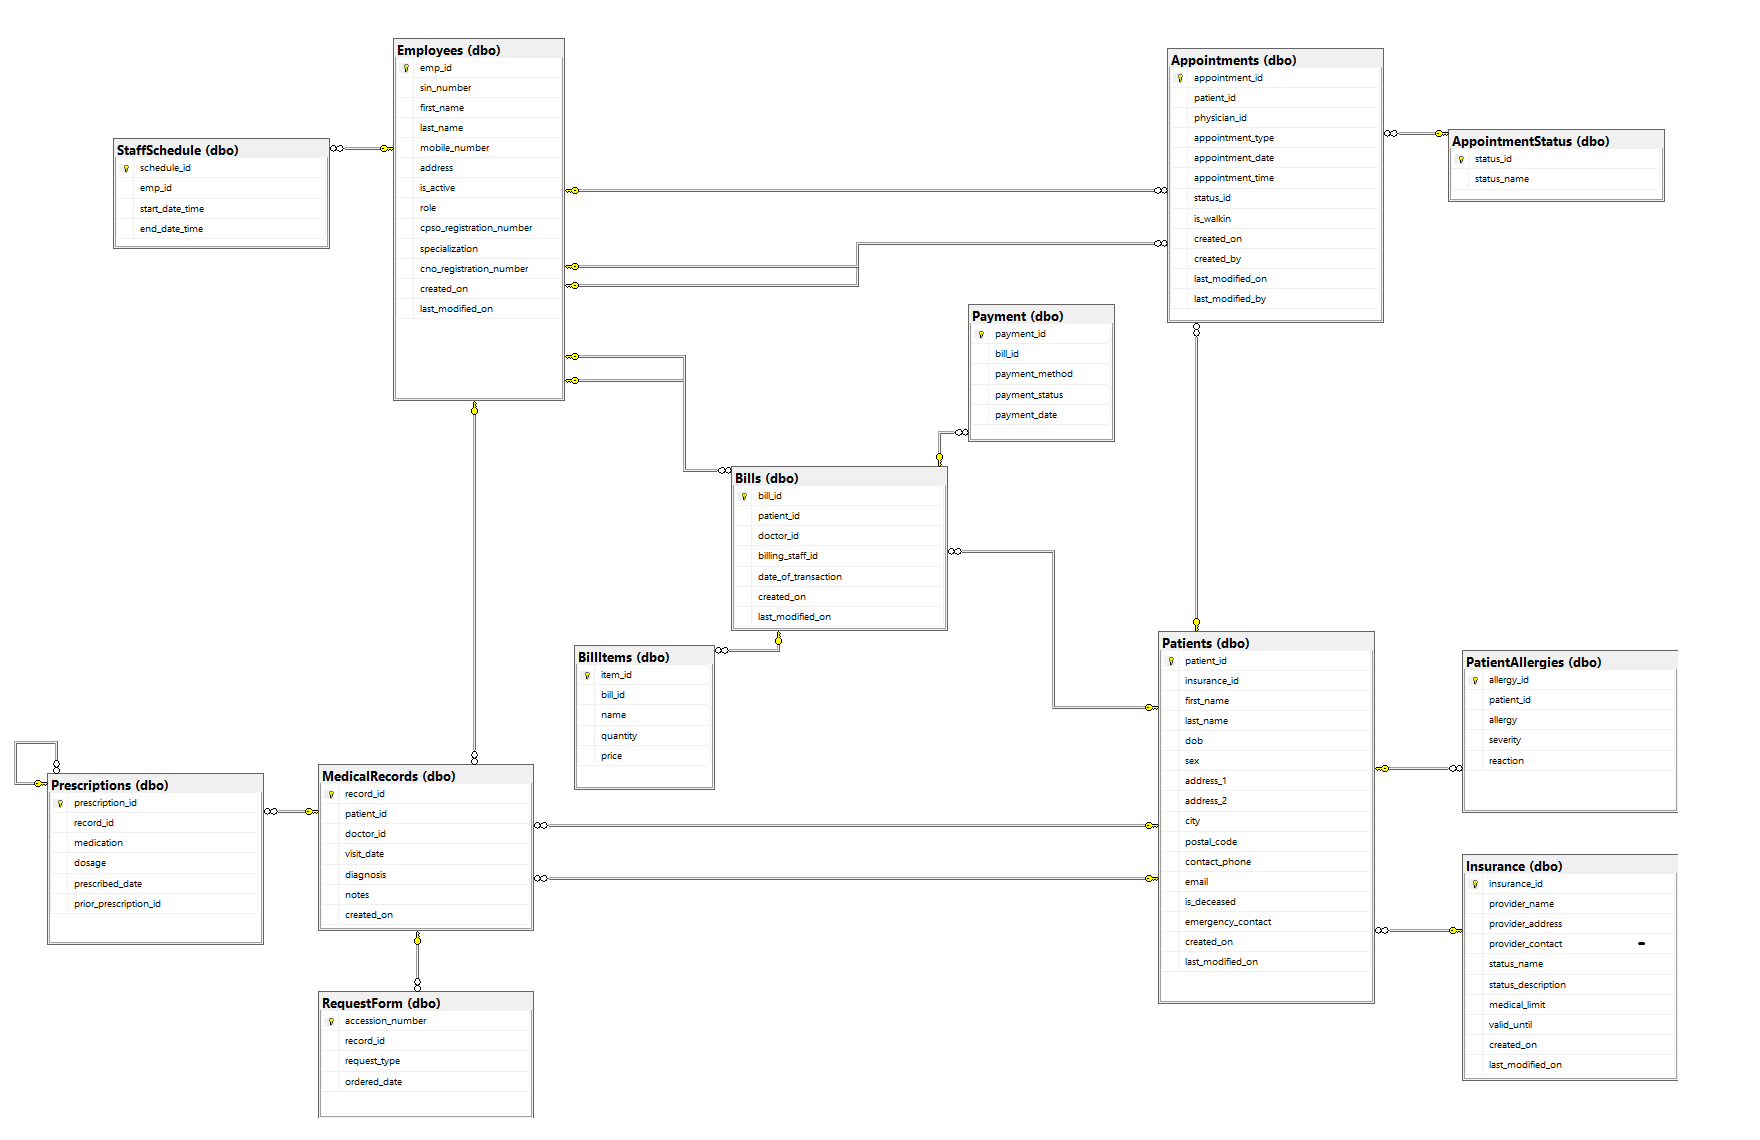 Employees (dbo)
emp_id
sin_number
first_name
last_name
mobile_number
address
is_active
role
cpso_registration_number
specialization
cno_registration_number
created_on
last_modified_on
Appointments (dbo)
appointment_id
patient_id
physician_id
appointment_type
appointment_date
appointment_time
status_id
is_walkin
created_on
created_by
last_modified_on
last_modified_by
StaffSchedule (dbo)
schedule_id
emp_id
start_date_time
end_date_time
AppointmentStatus (dbo)
status_id
status_name
Payment (dbo)
payment_id
bill_id
payment_method
payment_status
payment_date
Bills (dbo)
bill_id
patient_id
doctor_id
billing_staff_id
date_of_transaction
created_on
last_modified_on
BillItems (dbo)
item_id
bill_id
name
quantity
price
Patients (dbo)
patient_id
insurance_id
first_name
last_name
dob
sex
address_1
address_2
city
postal_code
contact_phone
email
is_deceased
emergency_contact
created_on
last_modified_on
PatientAllergies (dbo)
allergy_id
patient_id
allergy
severity
reaction
Prescriptions (dbo)
prescription_id
record_id
medication
dosage
prescribed_date
prior_prescription_id
MedicalRecords (dbo)
record_id
patient_id
doctor_id
visit_date
diagnosis
notes
created_on
Insurance (dbo)
insurance_id
provider_name
provider_address
provider_contact
status_name
status_description
medical_limit
valid_until
created_on
last_modified_on
RequestForm (dbo)
accession_number
record_id
request_type
ordered_date